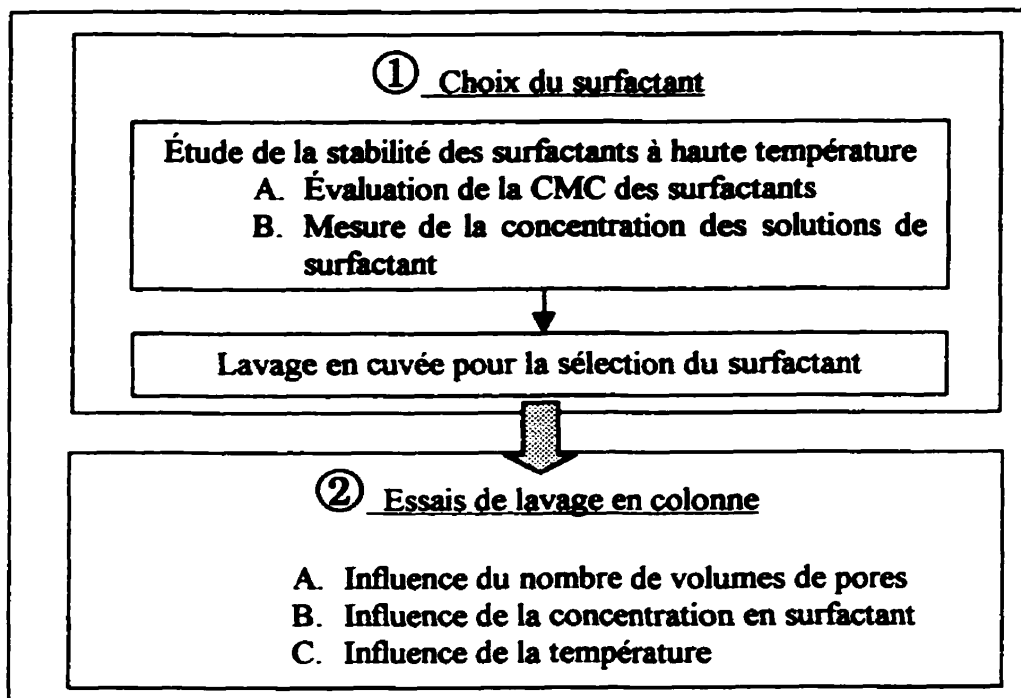 ① Choix du surfactant
Étude de la stabilité des surfactants à haute température
A. Évaluation de la CMC des surfactants
B. Mesure de la concentration des solutions de
surfactant
Lavage en cuvée pour la sélection du surfactant
② Essais de lavage en colonne
A. Influence du nombre de volumes de pores
B. Influence de la concentration en surfactant
C. Influence de la température